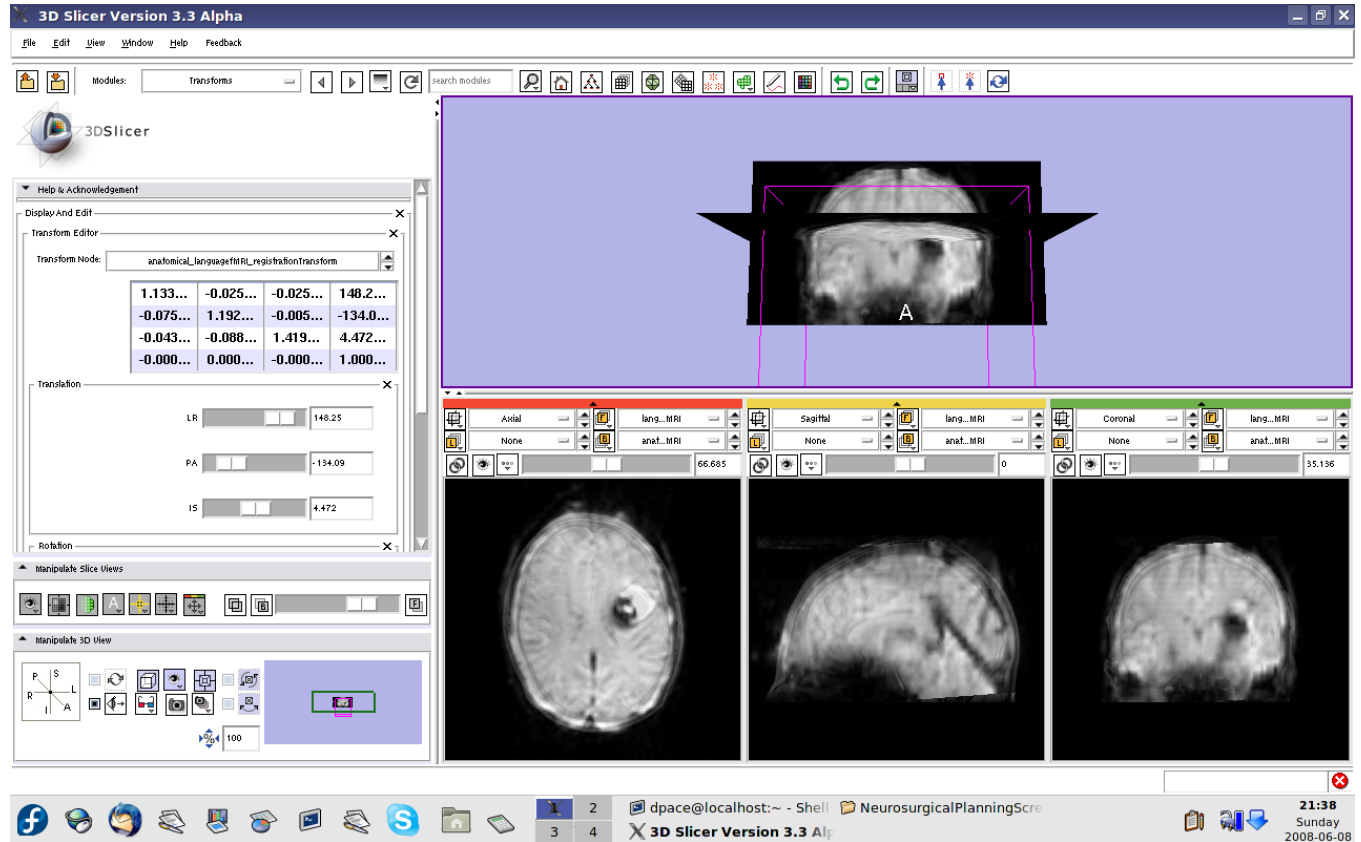 3D Slicer Version 3.3 Alpha
File Edit View Window Help Feedback
Modules: Transforms search modules
3DSlicer
Help & Acknowledgement
Display And Edit
Transform Editor
Transform Node: anatomical_languagefMRI_registrationTransform
1.133... -0.025... -0.025... 148.2...
-0.075... 1.192... -0.005... -134.0...
-0.043... -0.088... 1.419... 4.472...
-0.000... 0.000... -0.000... 1.000...
Translation
LR 148.25
PA -134.09
IS 4.472
Rotation
Manipulate Slice Views
A
B
F
Manipulate 3D View
P S
R L
I A
% 100
A
Axial F lang...MRI
L None B anat...MRI
66.685
Sagittal F lang...MRI
L None B anat...MRI
0
Coronal F lang...MRI
L None B anat...MRI
35.136
1 2
3 4
dpace@localhost:~ - Shell
NeurosurgicalPlanningScre
3D Slicer Version 3.3 Alp
21:38
Sunday
2008-06-08